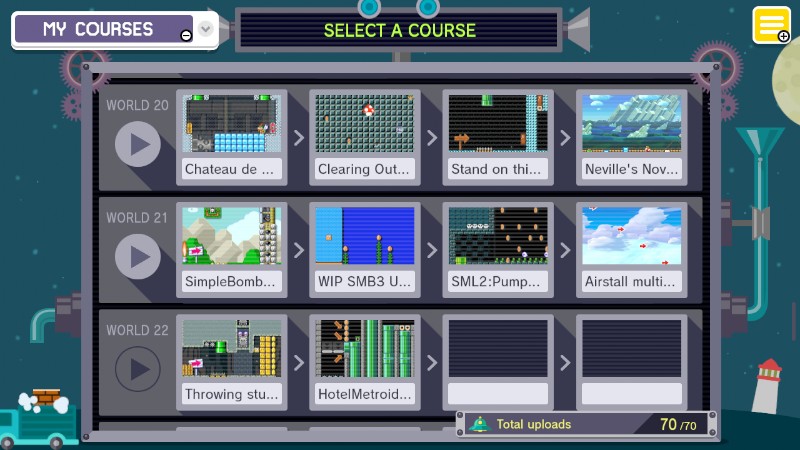 MY COURSES
SELECT A COURSE
WORLD 20
Chateau de ...
Clearing Out...
Stand on thi...
Neville's Nov...
WORLD 21
SimpleBomb...
WIP SMB3 U...
SML2:Pump...
Airstall multi...
WORLD 22
Throwing stu...
HotelMetroid...
Total uploads
70 /70